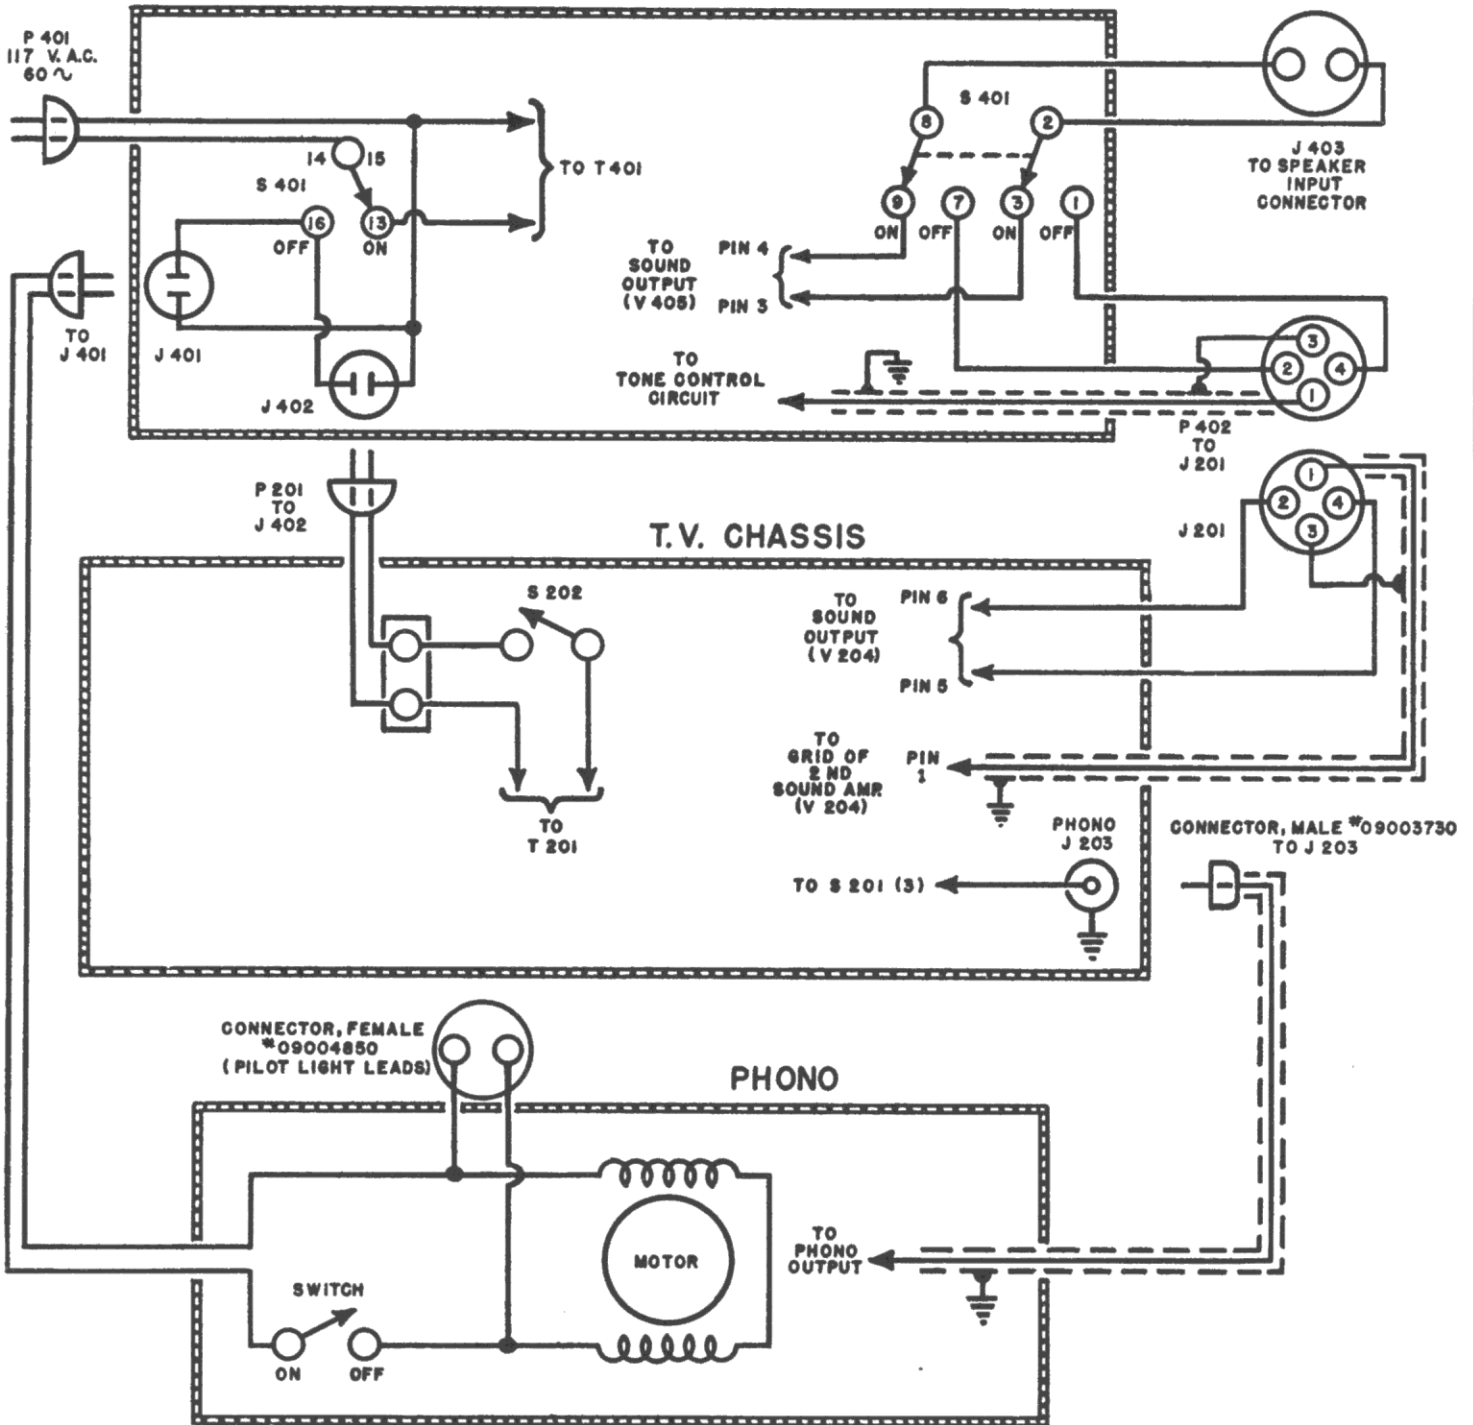 P 401
117 V. A.C.
60 ∿
14
15
S 401
16
13
OFF
ON
TO T 401
J 401
J 402
TO
J 401
S 401
8
2
9
7
3
1
ON
OFF
ON
OFF
TO
SOUND
OUTPUT
(V 405)
PIN 4
PIN 3
TO
TONE CONTROL
CIRCUIT
J 403
TO SPEAKER
INPUT
CONNECTOR
3
2
4
1
P 402
TO
J 201
P 201
TO
J 402
1
2
4
3
J 201
T.V. CHASSIS
S 202
TO
T 201
TO
SOUND
OUTPUT
(V 204)
PIN 6
PIN 5
TO
GRID OF
2 ND
SOUND AMP.
(V 204)
PIN
1
PHONO
J 203
TO S 201 (3)
CONNECTOR, MALE #09003730
TO J 203
CONNECTOR, FEMALE
#09004850
(PILOT LIGHT LEADS)
PHONO
MOTOR
TO
PHONO
OUTPUT
SWITCH
ON
OFF